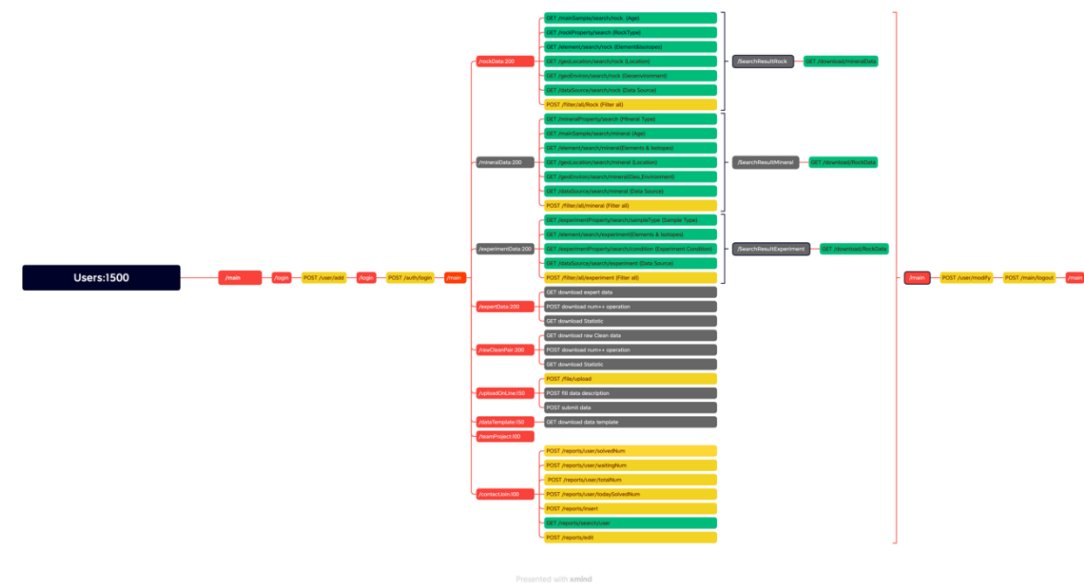 Users:1500
/main
/login
POST /user/add
/login
POST /auth/login
/main
/rockData:200
GET /mainSample/search/rock (Age)
GET /rockProperty/search (RockType)
GET /element/search/rock (Element&Isotopes)
GET /geoLocation/search/rock (Location)
GET /geoEnviron/search/rock (Geoenvironment)
GET /dataSource/search/rock (Data Source)
POST /filter/all/Rock (Filter all)
/SearchResultRock
GET /download/mineralData
/mineralData:200
GET /mineralProperty/search (Mineral Type)
GET /mainSample/search/mineral (Age)
GET /element/search/mineral(Elements & Isotopes)
GET /geoLocation/search/mineral (Location)
GET /geoEnviron/search/mineral(Geo,Environment)
GET /dataSource/search/mineral (Data Source)
POST /filter/all/mineral (Filter all)
/SearchResultMineral
GET /download/RockData
/experimentData:200
GET /experimentProperty/search/sampleType (Sample Type)
GET /element/search/experiment(Elements & Isotopes)
GET /experimentProperty/search/condition (Experiment Condition)
GET /dataSource/search/experiment (Data Source)
POST /filter/all/experiment (Filter all)
/SearchResultExperiment
GET /download/RockData
/expertData:200
GET download expert data
POST download num++ operation
GET download Statistic
/rawCleanPair:200
GET download raw Clean data
POST download num++ operation
GET download Statistic
/uploadOnLine:150
POST /file/upload
POST fill data description
POST submit data
/dataTemplate:150
GET download data template
/teamProject:100
/contactJoin:100
POST /reports/user/solvedNum
POST /reports/user/waitingNum
POST /reports/user/totalNum
POST /reports/user/todaySolvedNum
POST /reports/insert
GET /reports/search/user
POST /reports/edit
/main
POST /user/modify
POST /main/logout
/main
Presented with xmind